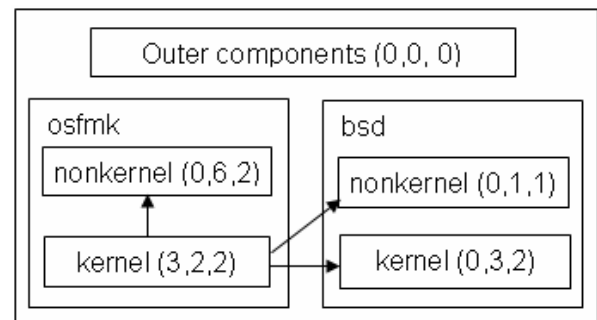 Outer components (0,0, 0)
osfmk
nonkernel (0,6,2)
kernel (3,2,2)
bsd
nonkernel (0,1,1)
kernel (0,3,2)